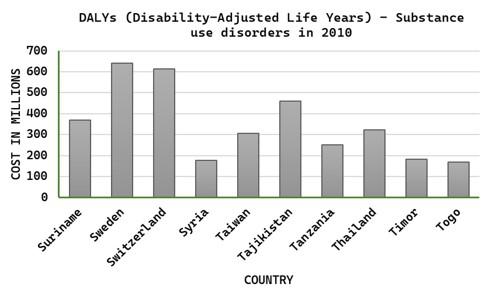 DALYs (Disability-Adjusted Life Years) - Substance
use disorders in 2010
COST IN MILLIONS
700
600
500
400
300
200
100
0
Suriname
Sweden
Switzerland
Syria
Taiwan
Tajikistan
Tanzania
Thailand
Timor
Togo
COUNTRY